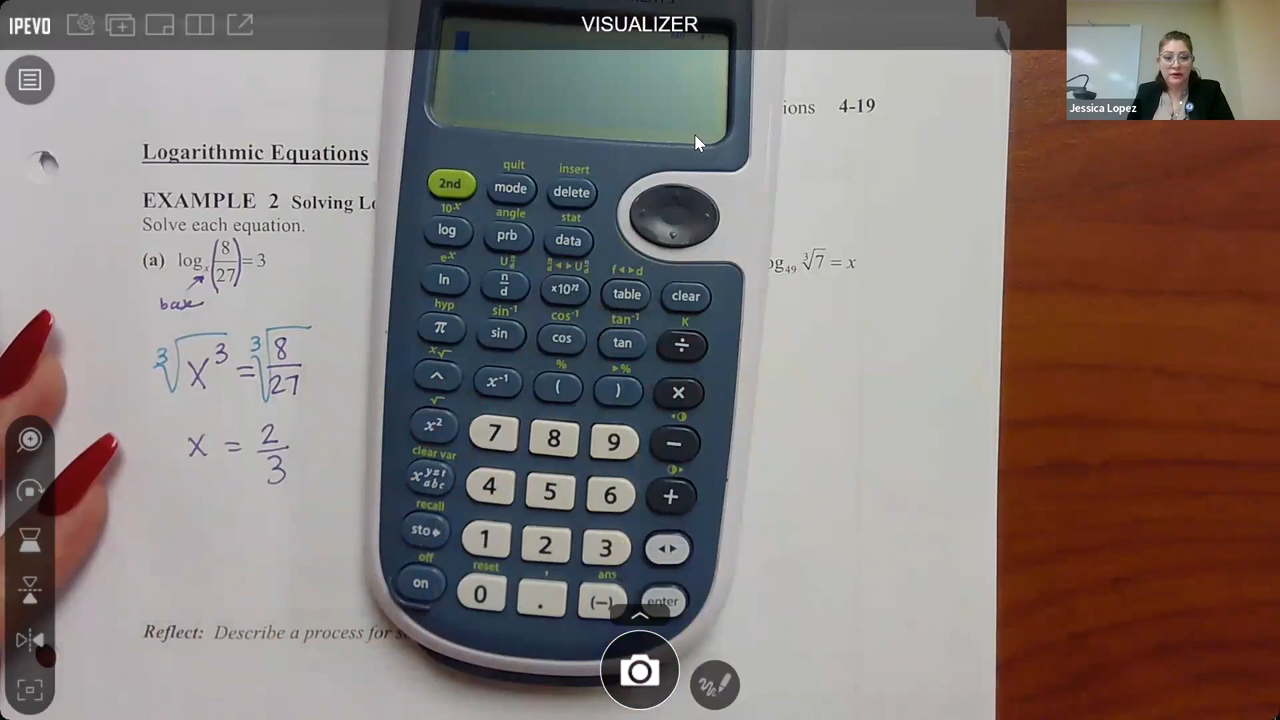 IPEVO
VISUALIZER
Jessica Lopez
ions 4-19
Logarithmic Equations
EXAMPLE 2 Solving Lo
Solve each equation.
(a) logₓ(8/27) = 3
base
og₄₉ ∛7 = x
∛x³ = ∛8/27
x = 2/3
Reflect: Describe a process for s
quit insert
2nd mode delete
10ˣ angle stat
log prb data
eˣ f◄►d
ln n/d ×10ⁿ table clear
hyp sin⁻¹ cos⁻¹ tan⁻¹ K
π sin cos tan ÷
ˣ√ % ►%
^ x⁻¹ ( ) ×
√
x² 7 8 9 −
clear var
x yzt abc 4 5 6 +
recall
sto► 1 2 3 ◄►
off reset , ans
on 0 . (−) enter